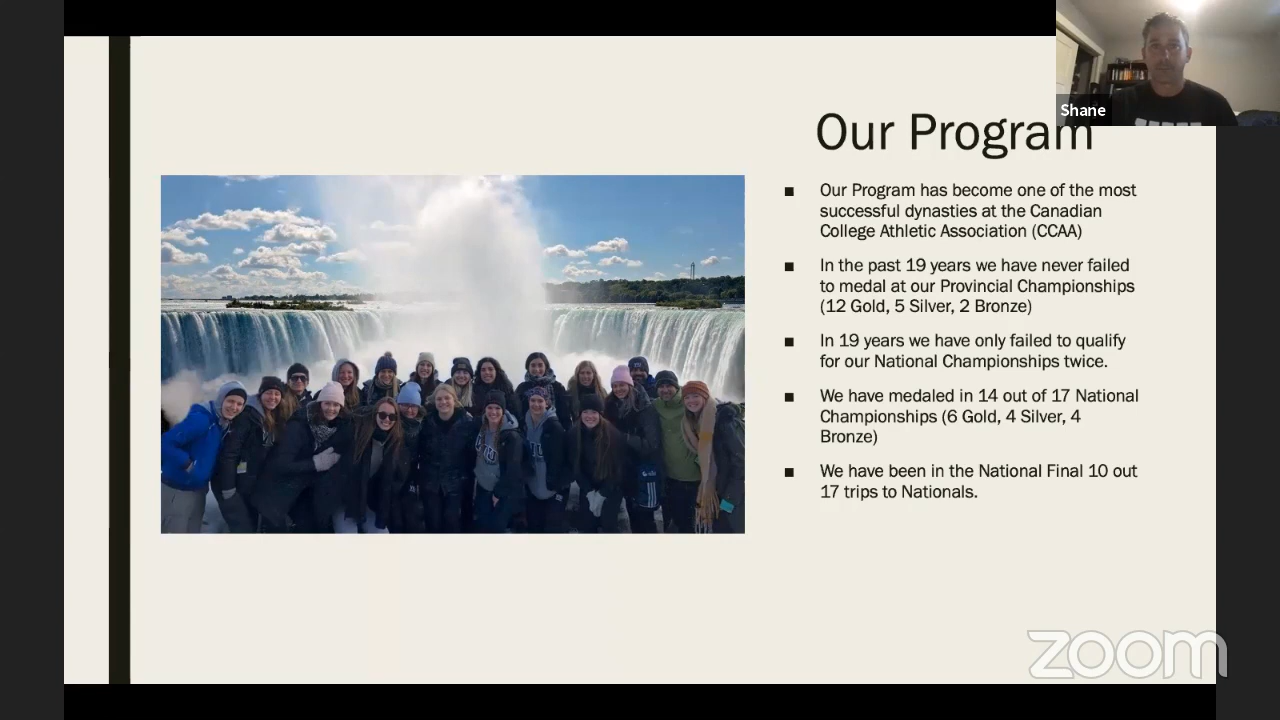 Shane
Our Program
■ Our Program has become one of the most
successful dynasties at the Canadian
College Athletic Association (CCAA)
■ In the past 19 years we have never failed
to medal at our Provincial Championships
(12 Gold, 5 Silver, 2 Bronze)
■ In 19 years we have only failed to qualify
for our National Championships twice.
■ We have medaled in 14 out of 17 National
Championships (6 Gold, 4 Silver, 4
Bronze)
■ We have been in the National Final 10 out
17 trips to Nationals.
zoom